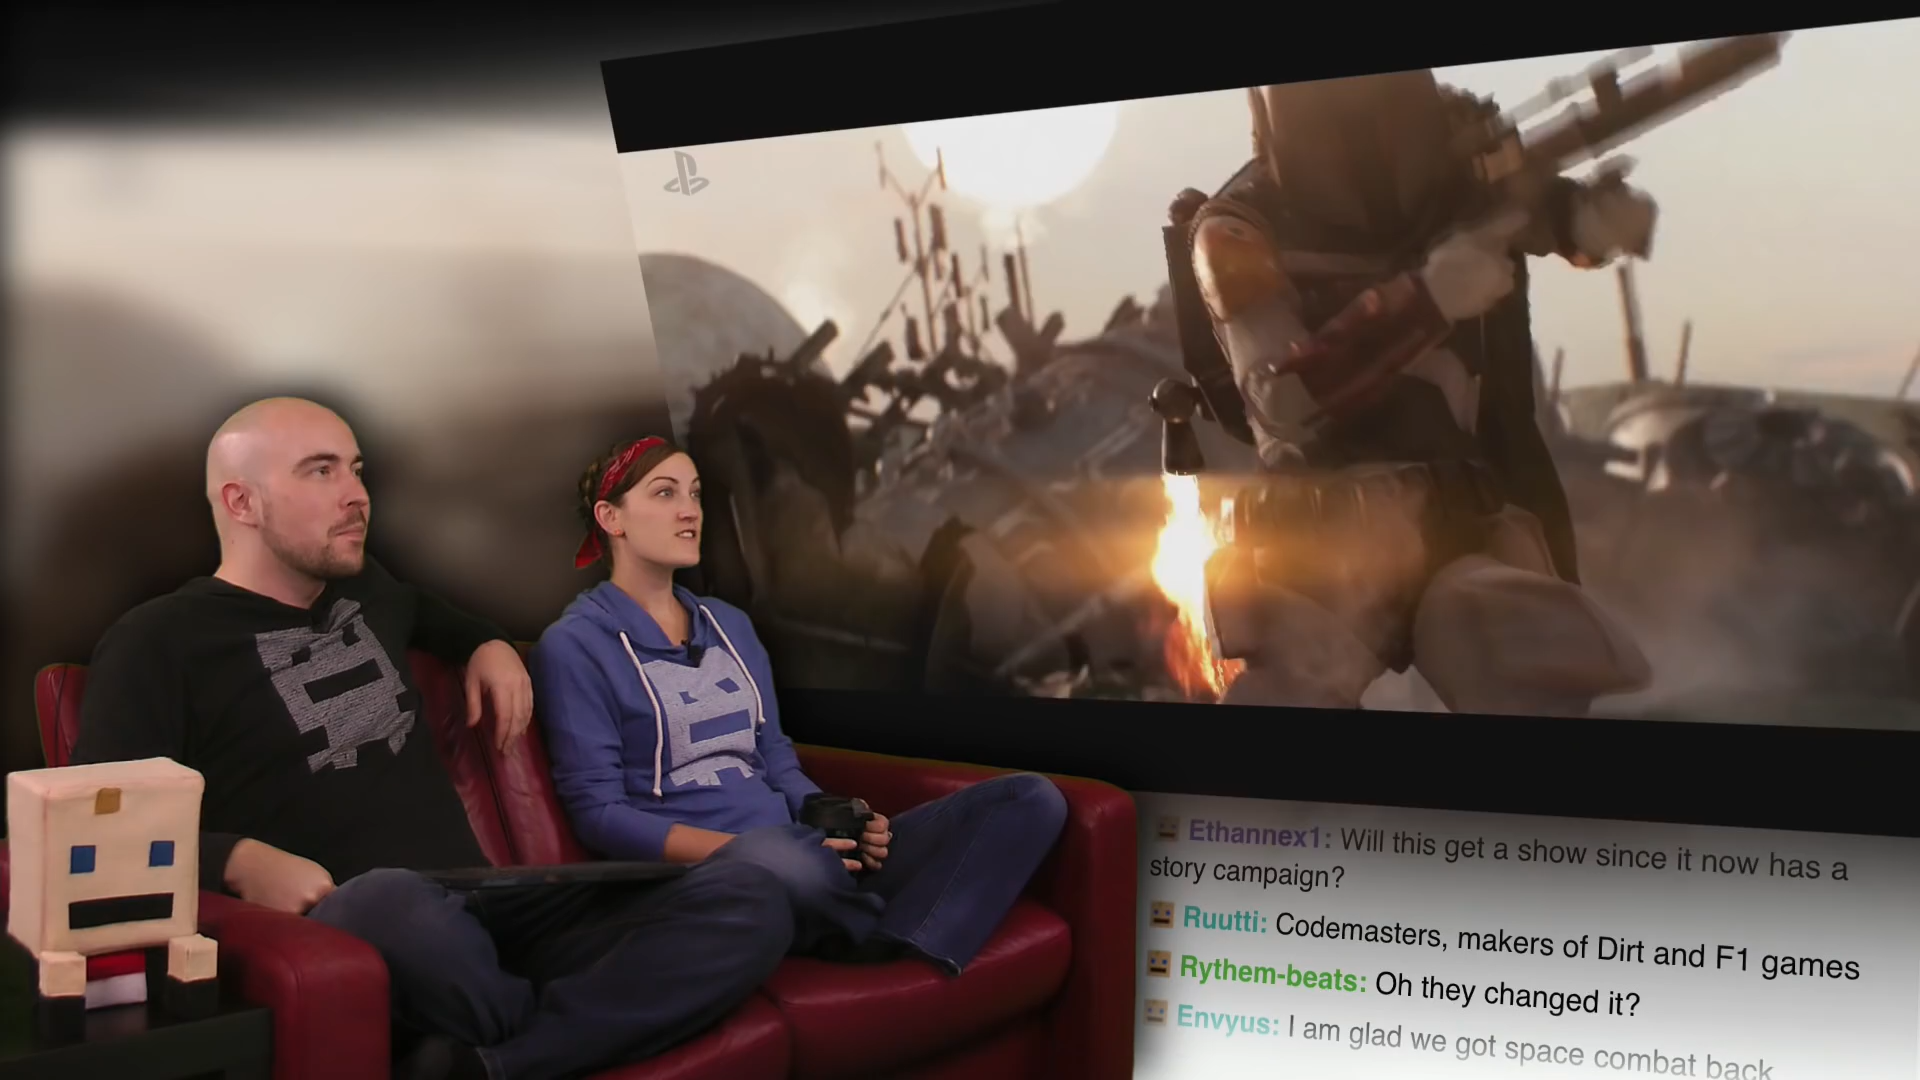 Ethannex1: Will this get a show since it now has a
story campaign?
Ruutti: Codemasters, makers of Dirt and F1 games
Rythem-beats: Oh they changed it?
Envyus: I am glad we got space combat back